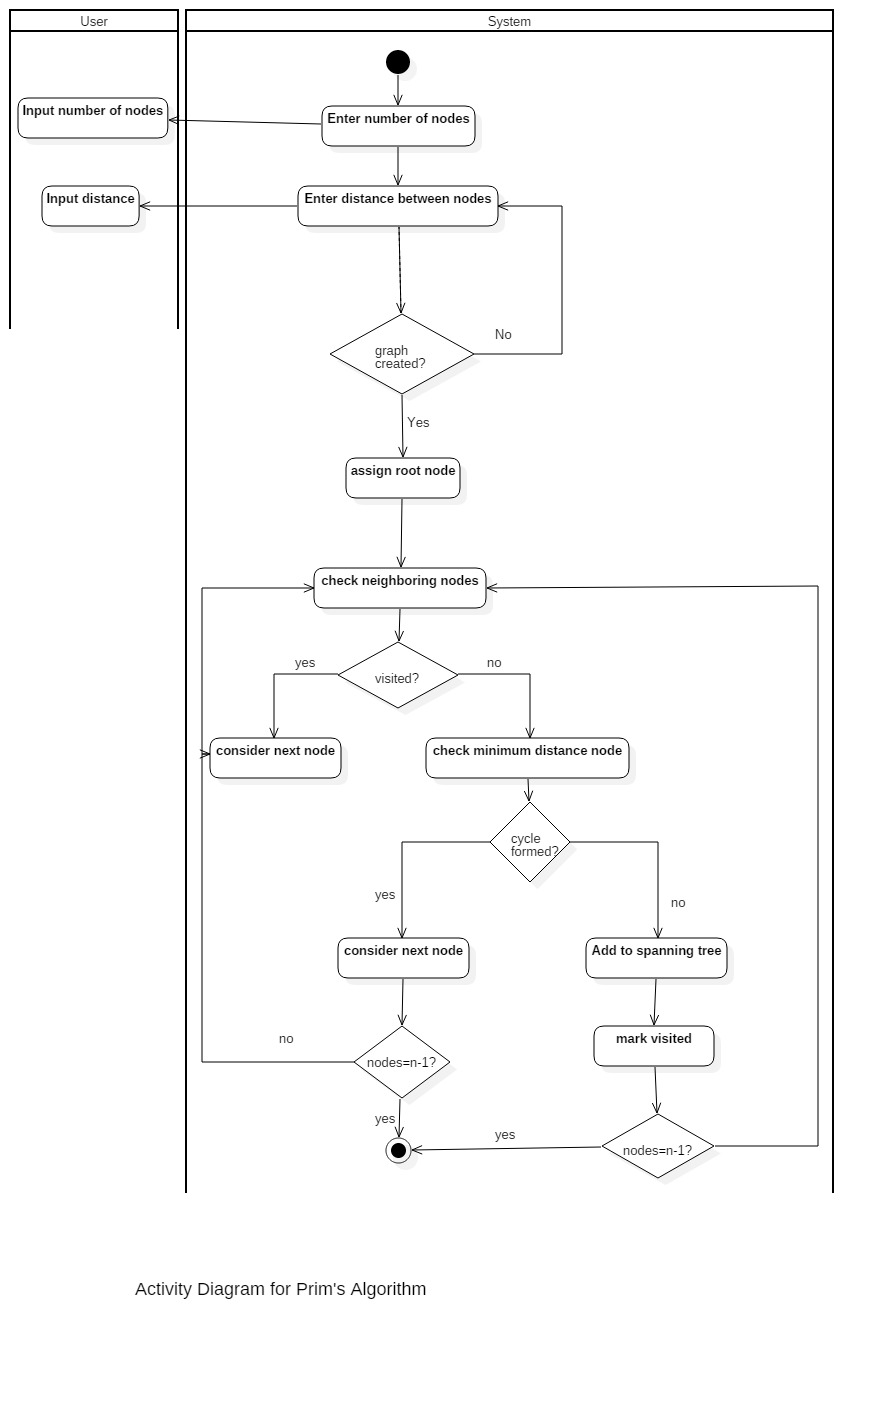 User
System
Input number of nodes
Enter number of nodes
Input distance
Enter distance between nodes
No
graph
created?
Yes
assign root node
check neighboring nodes
yes
visited?
no
consider next node
check minimum distance node
cycle
formed?
yes
no
consider next node
Add to spanning tree
no
mark visited
nodes=n-1?
yes
yes
nodes=n-1?
Activity Diagram for Prim's Algorithm